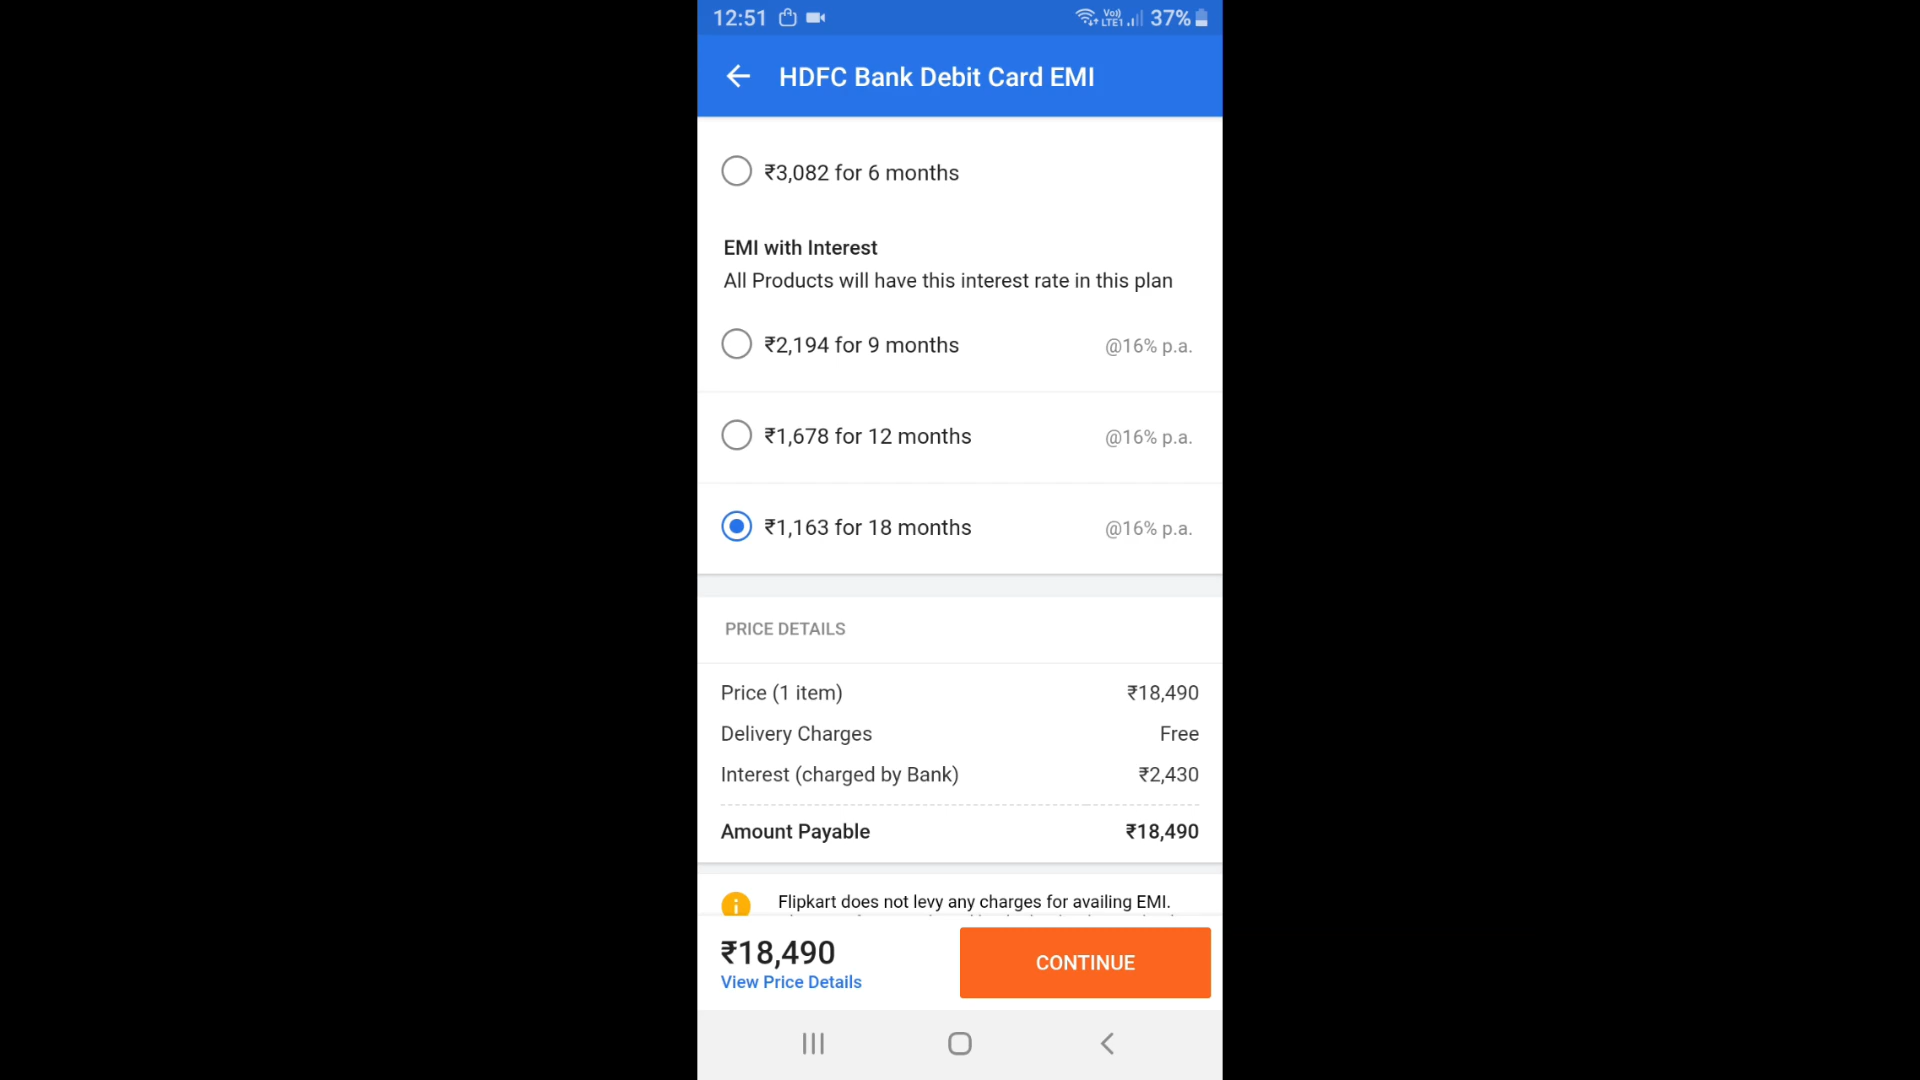 12:51
Vo)) LTE1 37%
HDFC Bank Debit Card EMI
₹3,082 for 6 months
EMI with Interest
All Products will have this interest rate in this plan
₹2,194 for 9 months @16% p.a.
₹1,678 for 12 months @16% p.a.
₹1,163 for 18 months @16% p.a.
PRICE DETAILS
Price (1 item) ₹18,490
Delivery Charges Free
Interest (charged by Bank) ₹2,430
Amount Payable ₹18,490
Flipkart does not levy any charges for availing EMI.
₹18,490
View Price Details
CONTINUE